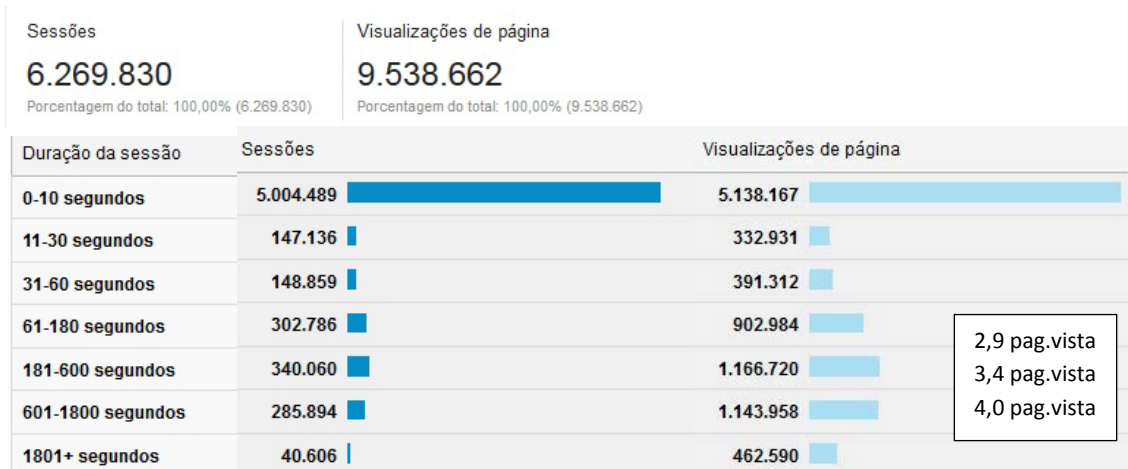 Sessões
6.269.830
Porcentagem do total: 100,00% (6.269.830)
Visualizações de página
9.538.662
Porcentagem do total: 100,00% (9.538.662)
Duração da sessão Sessões Visualizações de página
0-10 segundos 5.004.489 5.138.167
11-30 segundos 147.136 332.931
31-60 segundos 148.859 391.312
61-180 segundos 302.786 902.984
181-600 segundos 340.060 1.166.720
601-1800 segundos 285.894 1.143.958
1801+ segundos 40.606 462.590
2,9 pag.vista
3,4 pag.vista
4,0 pag.vista